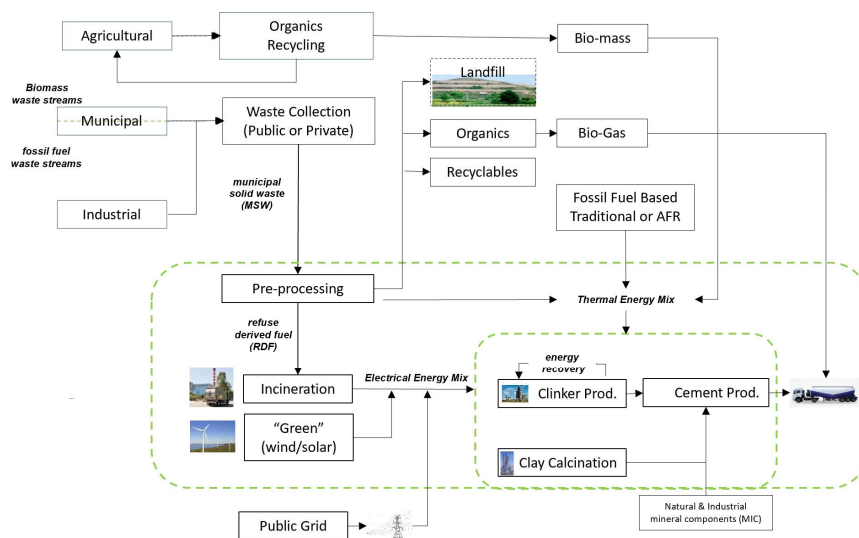 Agricultural
Organics
Recycling
Bio-mass
Landfill
Biomass
waste streams
Municipal
Waste Collection
(Public or Private)
Organics
Bio-Gas
fossil fuel
waste streams
Recyclables
municipal
solid waste
(MSW)
Industrial
Fossil Fuel Based
Traditional or AFR
Pre-processing
Thermal Energy Mix
refuse
derived fuel
(RDF)
energy
recovery
Incineration
Electrical Energy Mix
Clinker Prod.
Cement Prod.
“Green”
(wind/solar)
Clay Calcination
Public Grid
Natural & Industrial
mineral components (MIC)